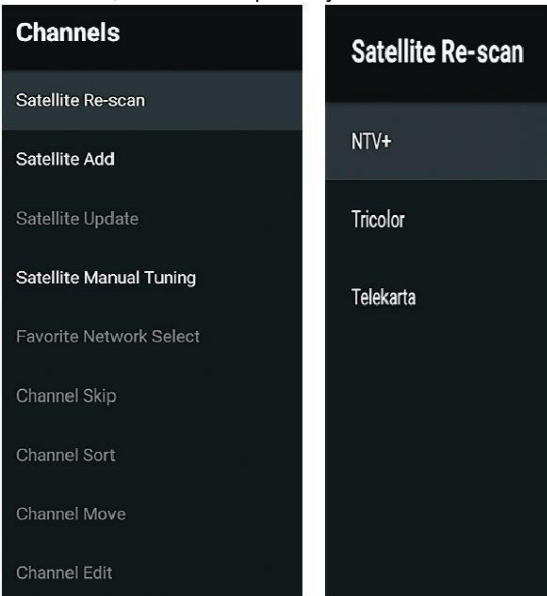 Channels
Satellite Re-scan
Satellite Add
Satellite Update
Satellite Manual Tuning
Favorite Network Select
Channel Skip
Channel Sort
Channel Move
Channel Edit
Satellite Re-scan
NTV+
Tricolor
Telekarta